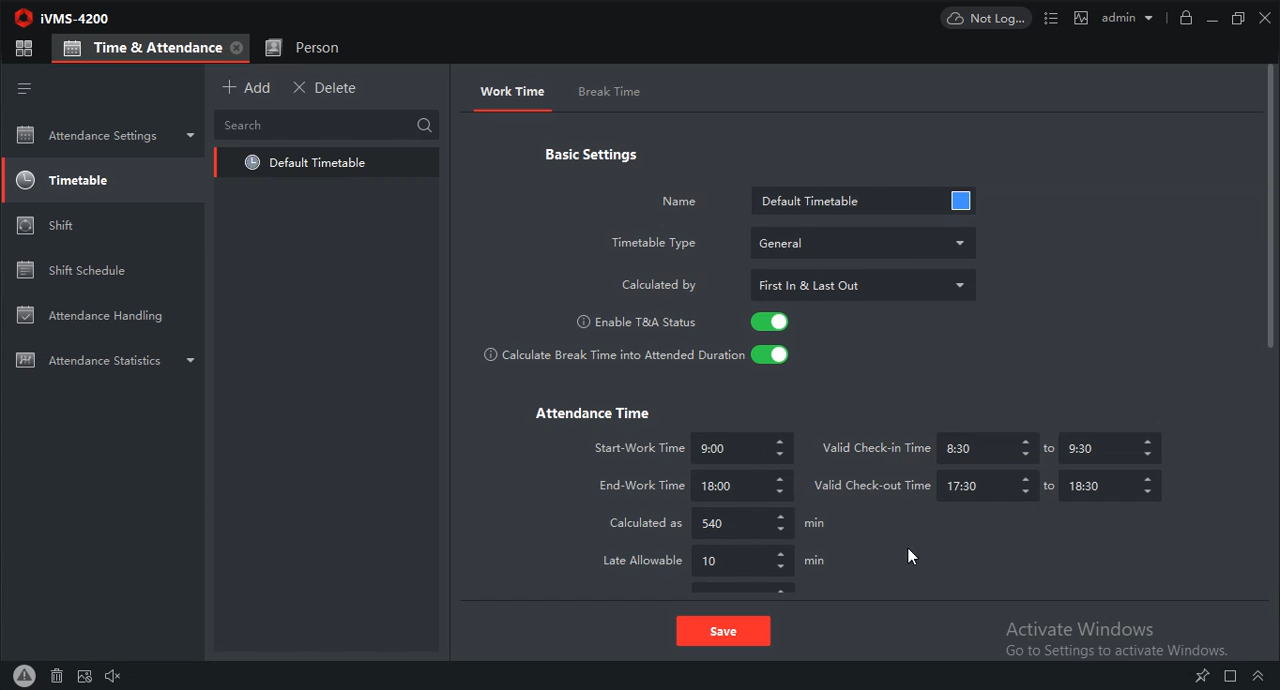 iVMS-4200
Not Log...
admin
Time & Attendance
Person
Attendance Settings
Timetable
Shift
Shift Schedule
Attendance Handling
Attendance Statistics
Add
Delete
Search
Default Timetable
Work Time
Break Time
Basic Settings
Name Default Timetable
Timetable Type General
Calculated by First In & Last Out
Enable T&A Status
Calculate Break Time into Attended Duration
Attendance Time
Start-Work Time 9:00 Valid Check-in Time 8:30 to 9:30
End-Work Time 18:00 Valid Check-out Time 17:30 to 18:30
Calculated as 540 min
Late Allowable 10 min
Save
Activate Windows
Go to Settings to activate Windows.